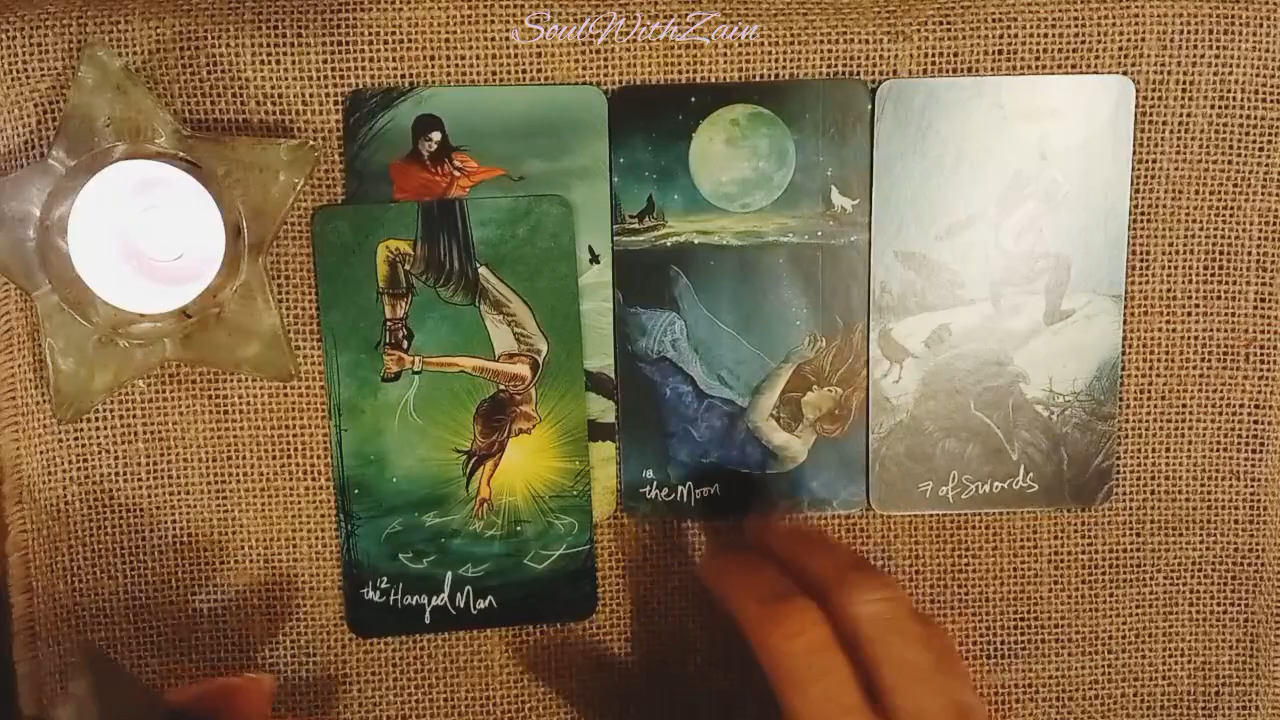 SoulWithZain
18.
the Moon
7 of Swords
12
the Hanged Man